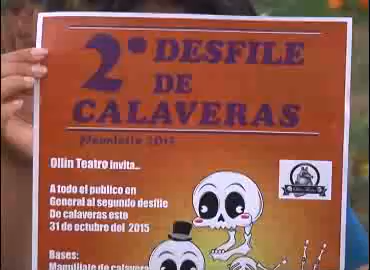 2° DESFILE
DE
CALAVERAS
2015
Ollin Teatro invita...
A todo el publico en
General al segundo desfile
De calaveras este
31 de octubre del 2015
Bases: